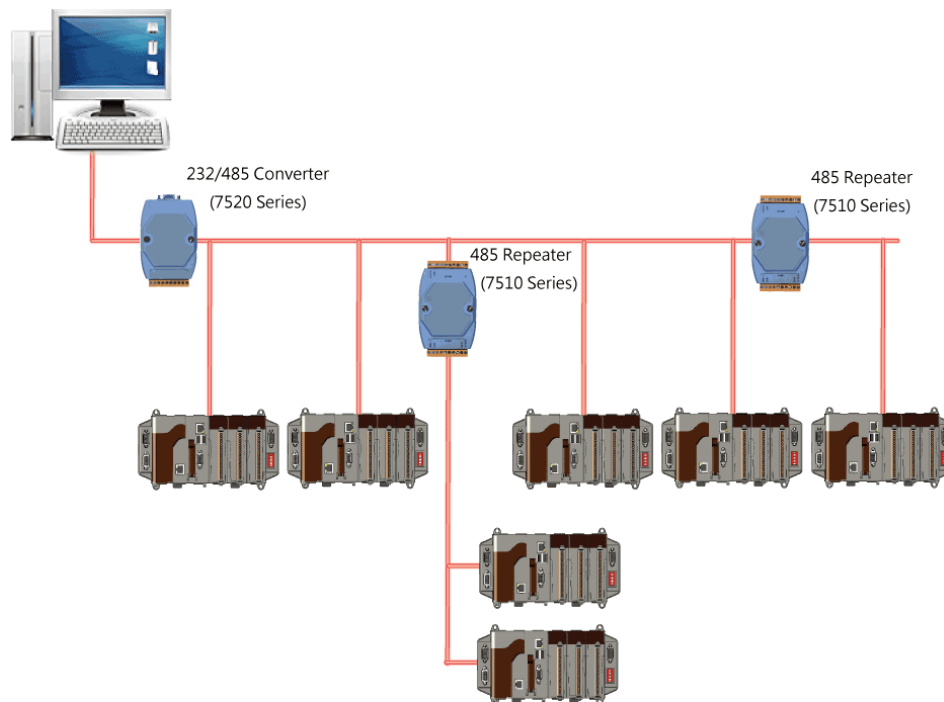 232/485 Converter
(7520 Series)
485 Repeater
(7510 Series)
485 Repeater
(7510 Series)